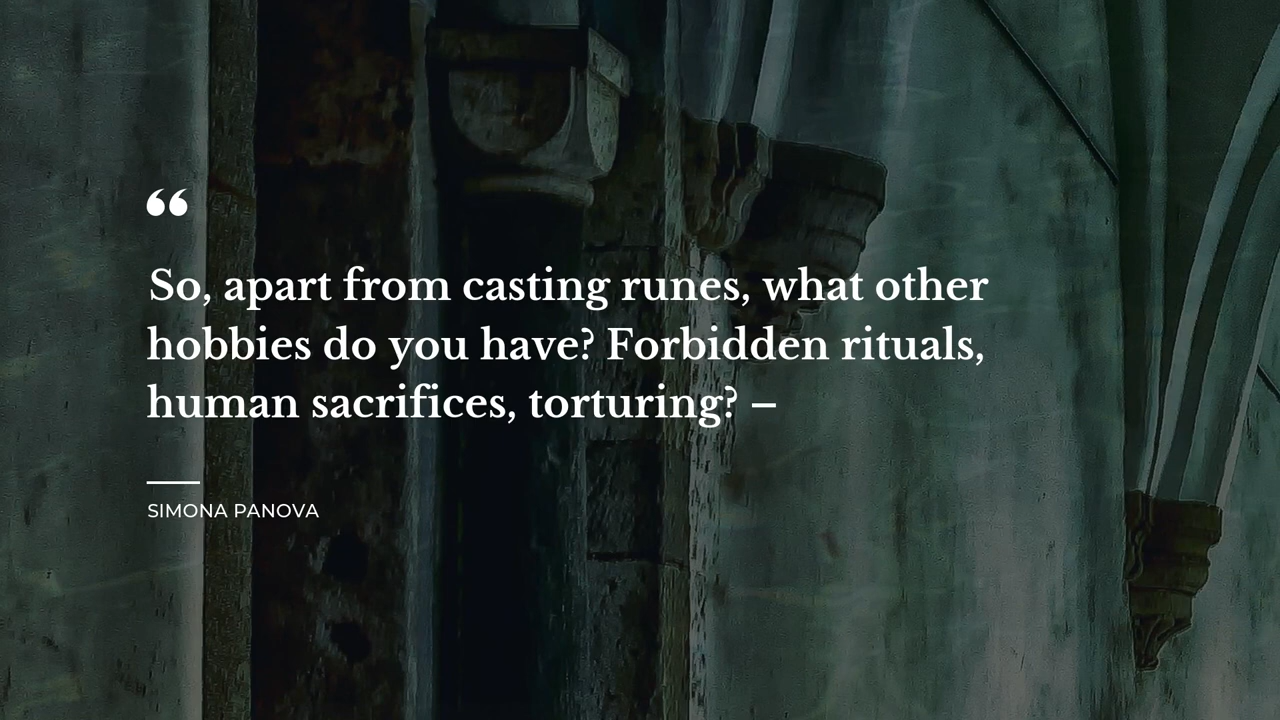 “
So, apart from casting runes, what other
hobbies do you have? Forbidden rituals,
human sacrifices, torturing? –
SIMONA PANOVA